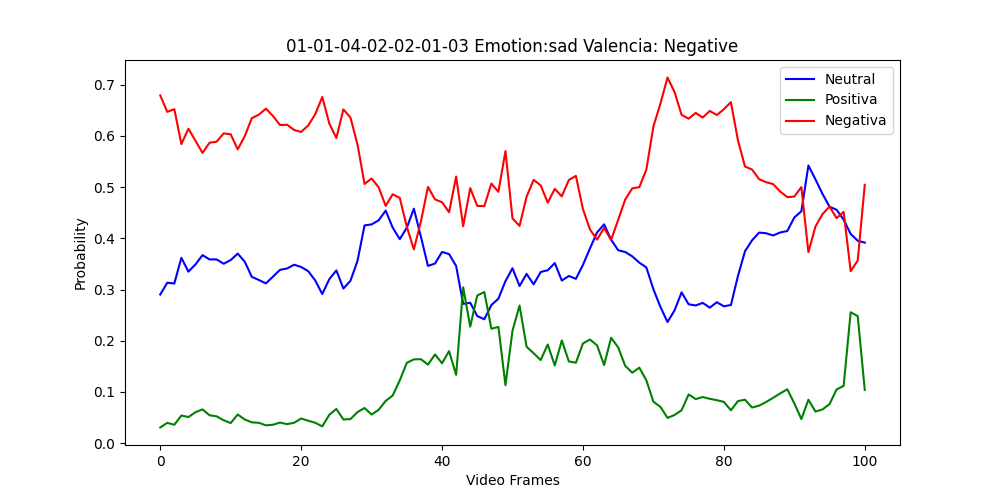 01-01-04-02-02-01-03 Emotion:sad Valencia: Negative
Neutral
Positiva
Negativa
Probability
0.7
0.6
0.5
0.4
0.3
0.2
0.1
0.0
0 20 40 60 80 100
Video Frames